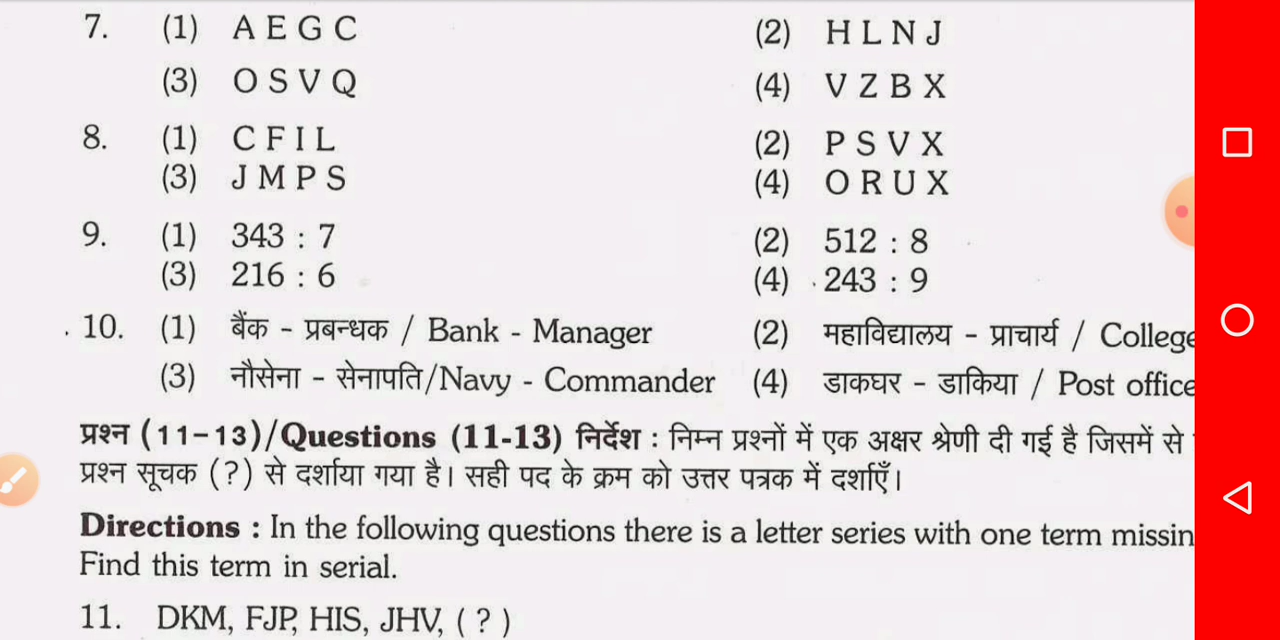 7. (1) A E G C (2) H L N J
(3) O S V Q (4) V Z B X
8. (1) C F I L (2) P S V X
(3) J M P S (4) O R U X
9. (1) 343 : 7 (2) 512 : 8
(3) 216 : 6 (4) 243 : 9
10. (1) बैंक - प्रबन्धक / Bank - Manager (2) महाविद्यालय - प्राचार्य / College
(3) नौसेना - सेनापति/Navy - Commander (4) डाकघर - डाकिया / Post office
प्रश्न (11-13)/Questions (11-13) निर्देश : निम्न प्रश्नों में एक अक्षर श्रेणी दी गई है जिसमें से
प्रश्न सूचक (?) से दर्शाया गया है। सही पद के क्रम को उत्तर पत्रक में दर्शाएँ।
Directions : In the following questions there is a letter series with one term missin
Find this term in serial.
11. DKM, FJP, HIS, JHV, ( ? )